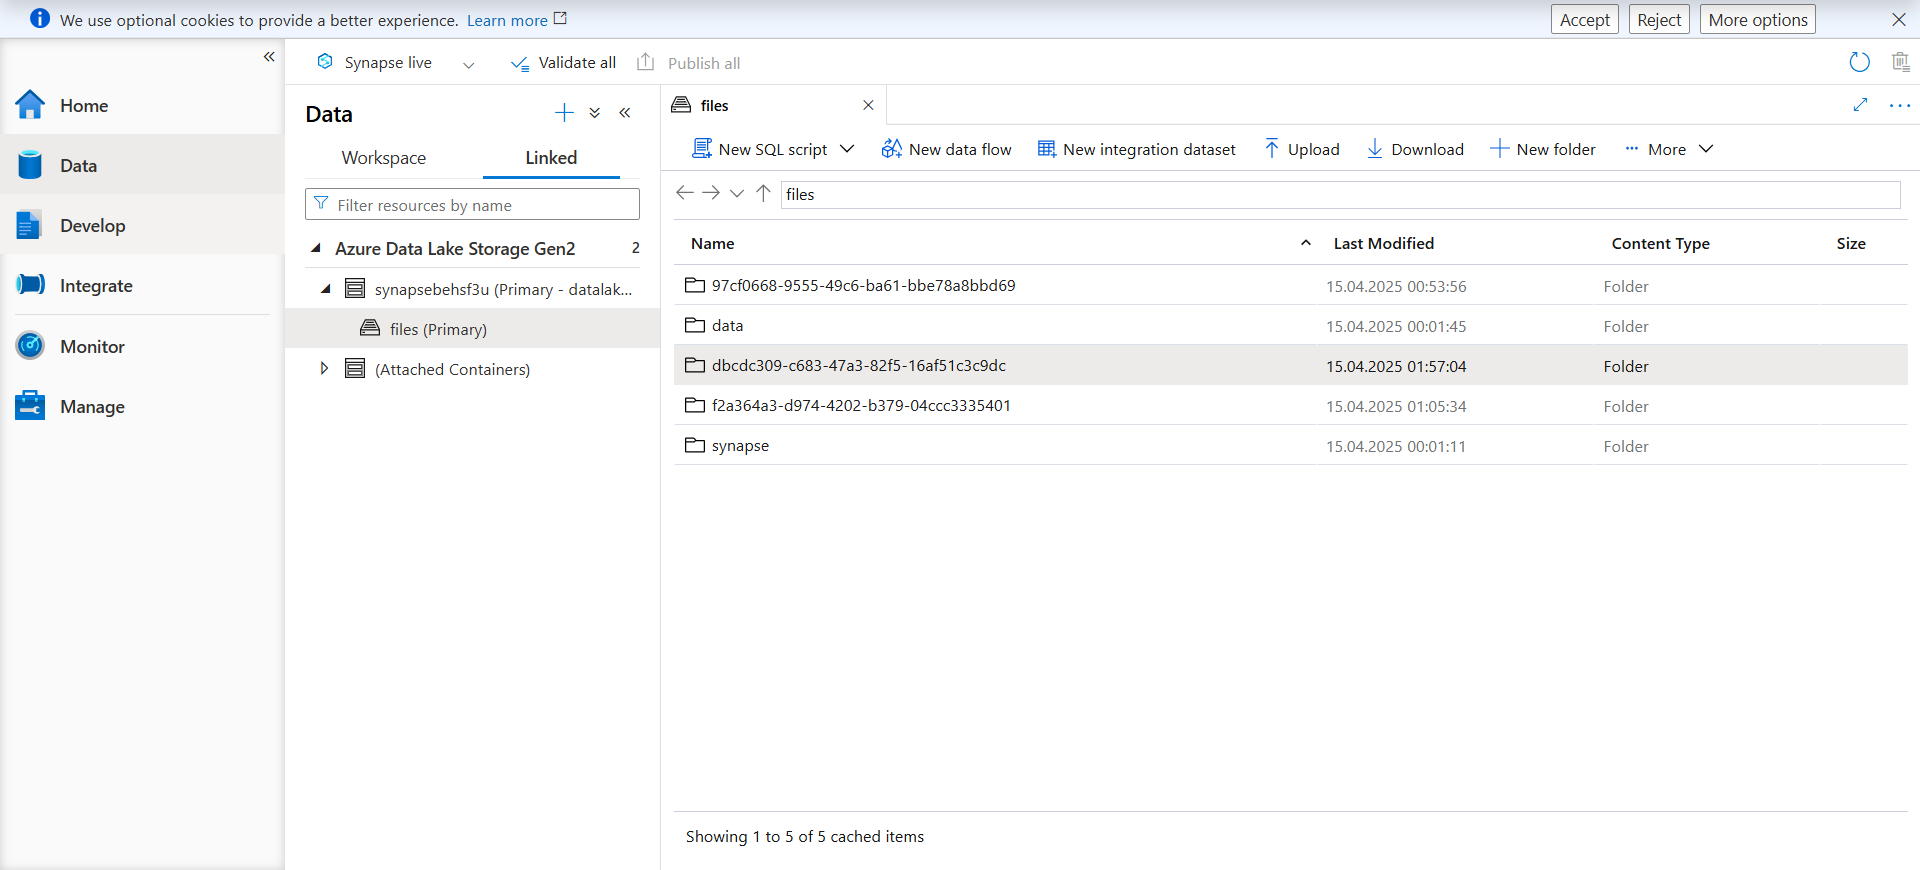 We use optional cookies to provide a better experience. Learn more
Accept
Reject
More options
Synapse live
Validate all
Publish all
Home
Data
Develop
Integrate
Monitor
Manage
Data
Workspace
Linked
Filter resources by name
Azure Data Lake Storage Gen2 2
synapsebehsf3u (Primary - datalak...
files (Primary)
(Attached Containers)
files
New SQL script
New data flow
New integration dataset
Upload
Download
New folder
More
files
Name Last Modified Content Type Size
97cf0668-9555-49c6-ba61-bbe78a8bbd69 15.04.2025 00:53:56 Folder
data 15.04.2025 00:01:45 Folder
dbcdc309-c683-47a3-82f5-16af51c3c9dc 15.04.2025 01:57:04 Folder
f2a364a3-d974-4202-b379-04ccc3335401 15.04.2025 01:05:34 Folder
synapse 15.04.2025 00:01:11 Folder
Showing 1 to 5 of 5 cached items